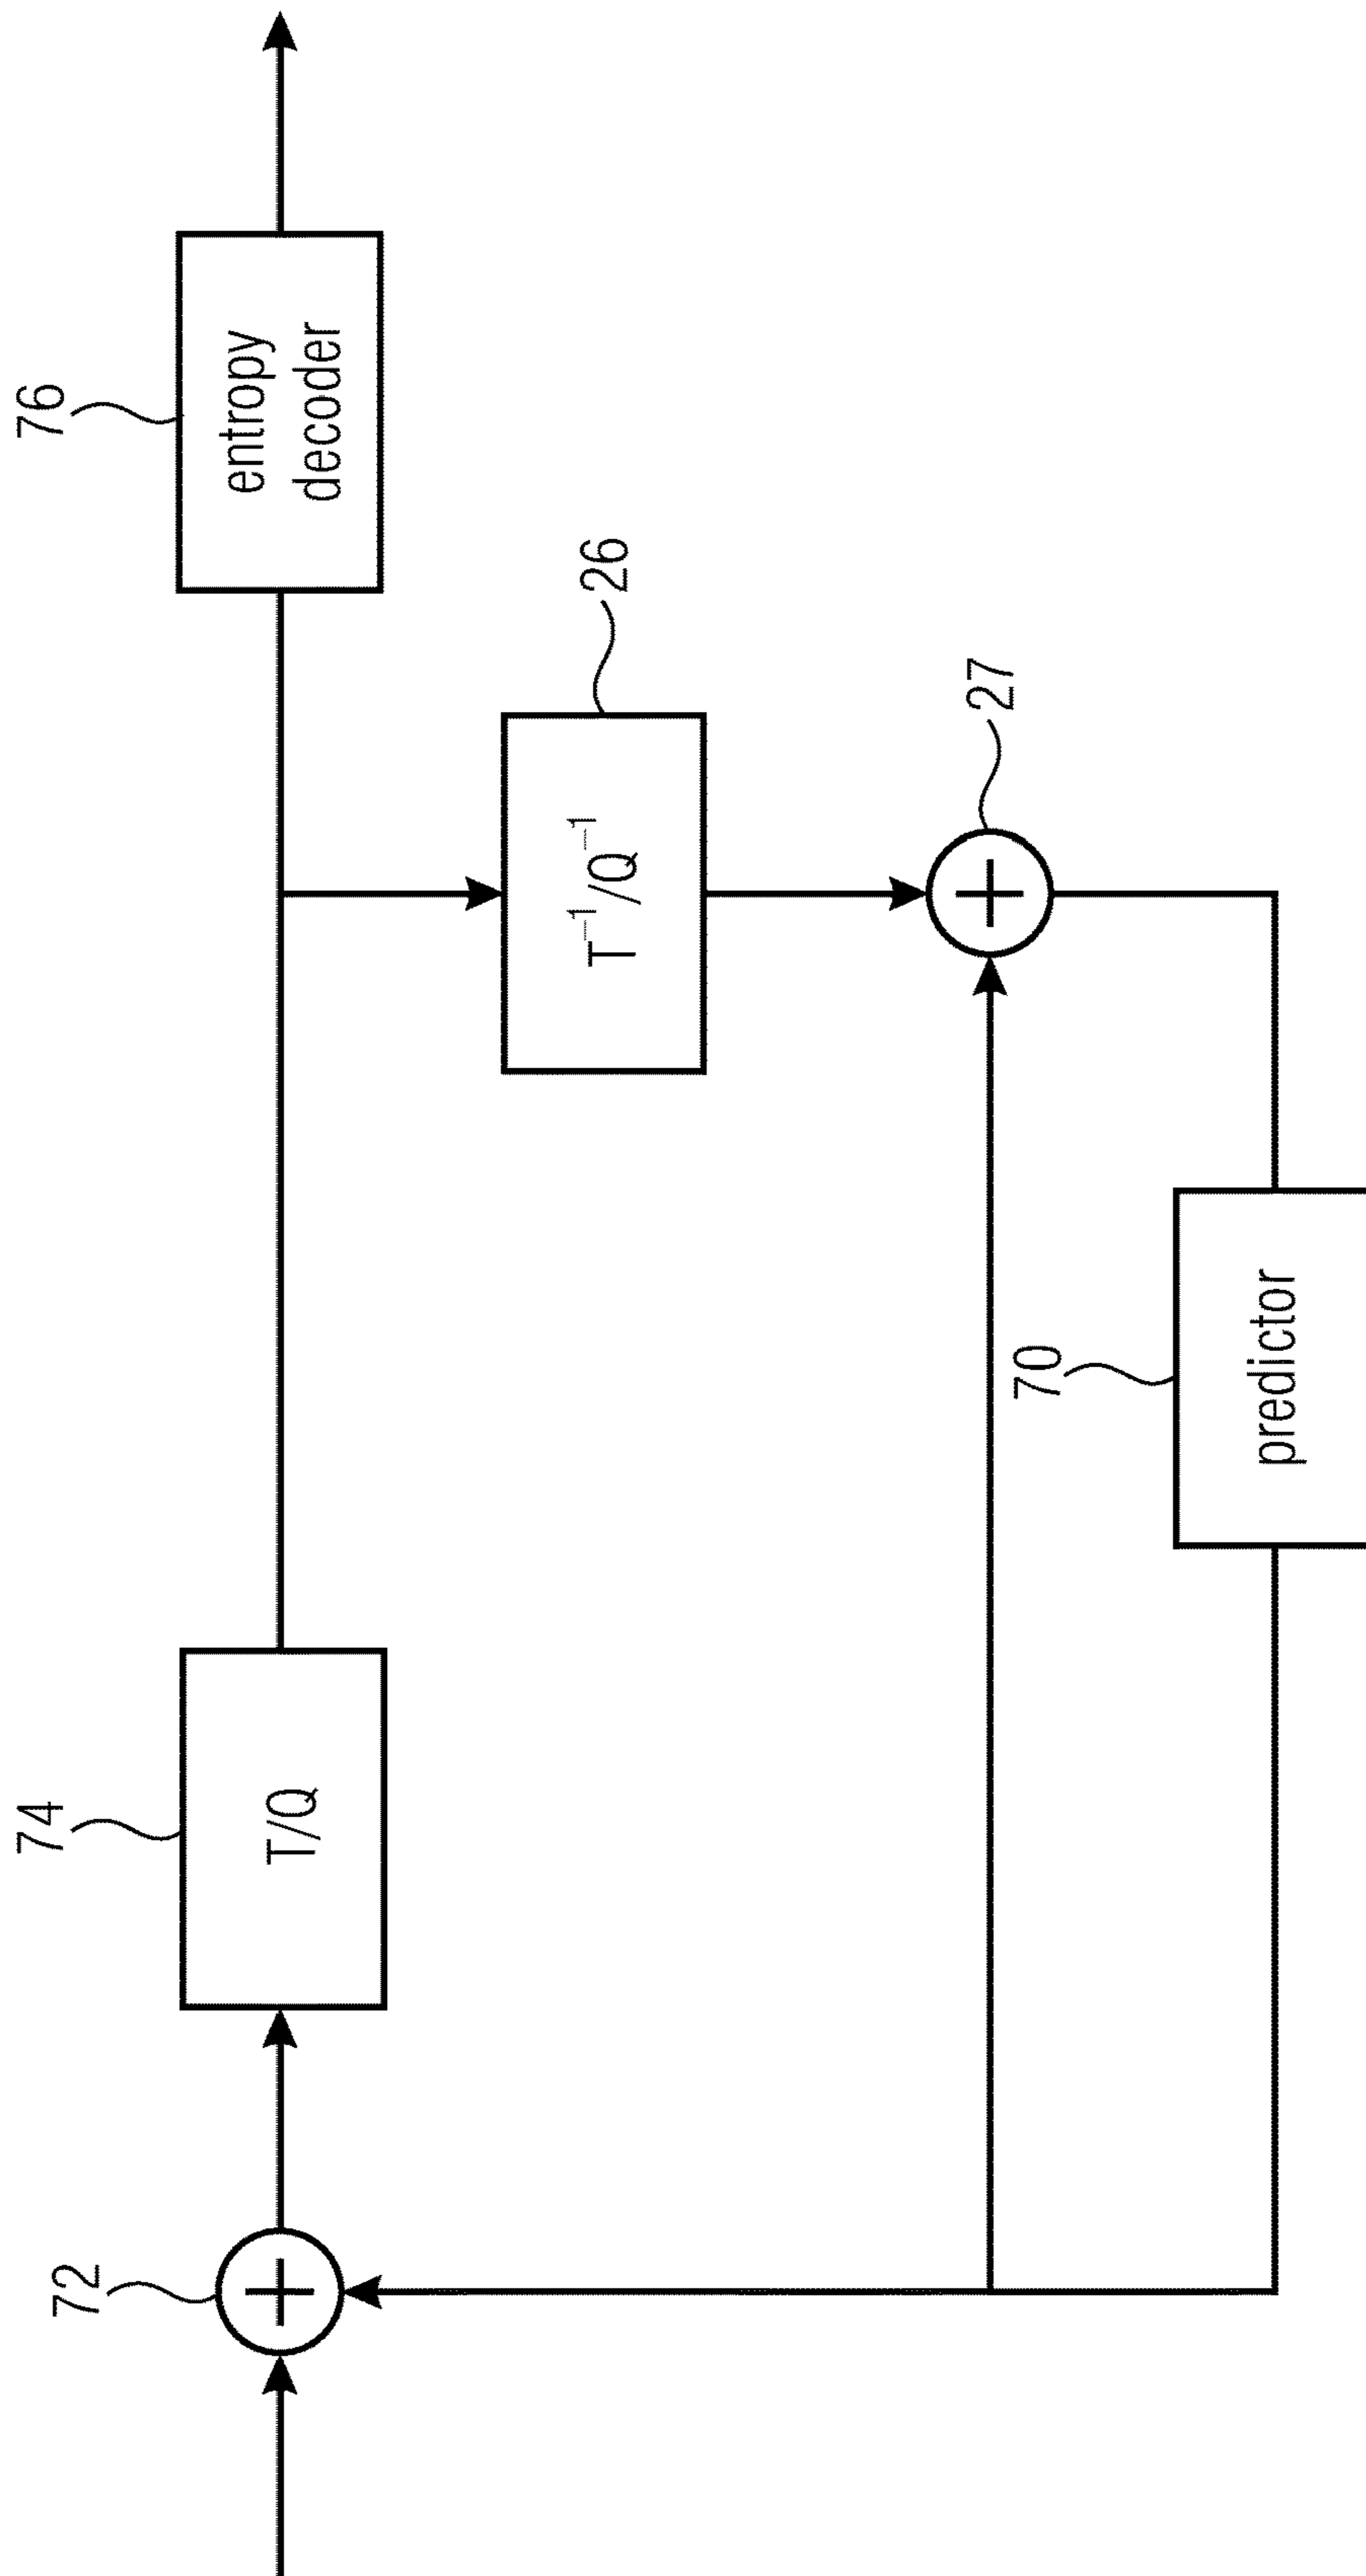 72
74
T/Q
76
entropy
decoder
26
T⁻¹/Q⁻¹
27
70
predictor